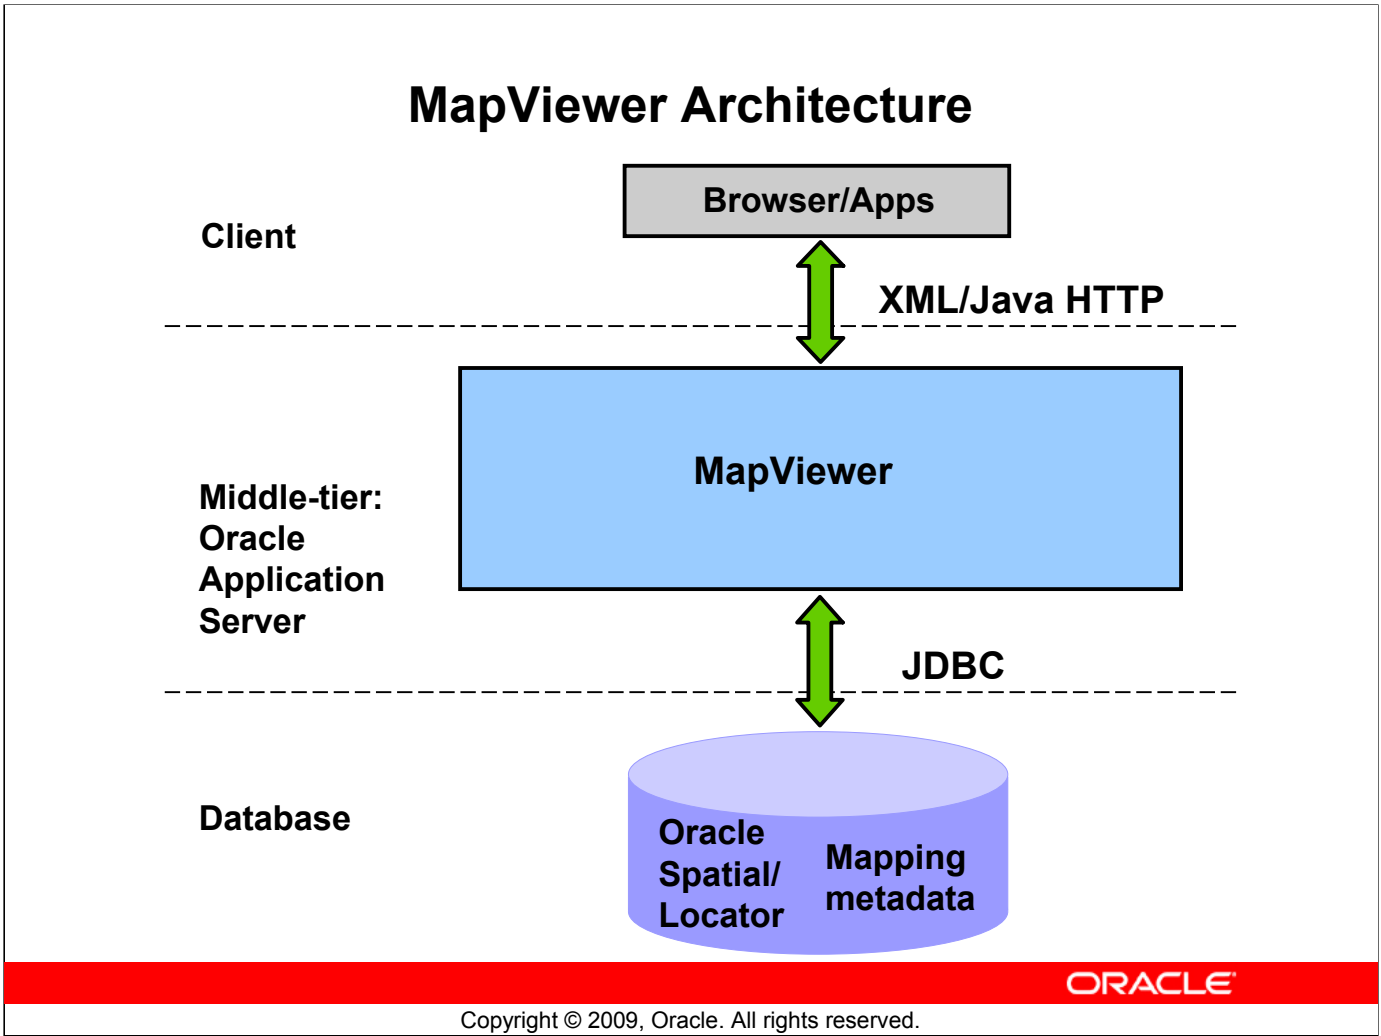 MapViewer Architecture
Browser/Apps
Client
XML/Java HTTP
MapViewer
Middle-tier:
Oracle
Application
Server
JDBC
Database
Oracle
Spatial/
Locator
Mapping
metadata
ORACLE
Copyright © 2009, Oracle. All rights reserved.